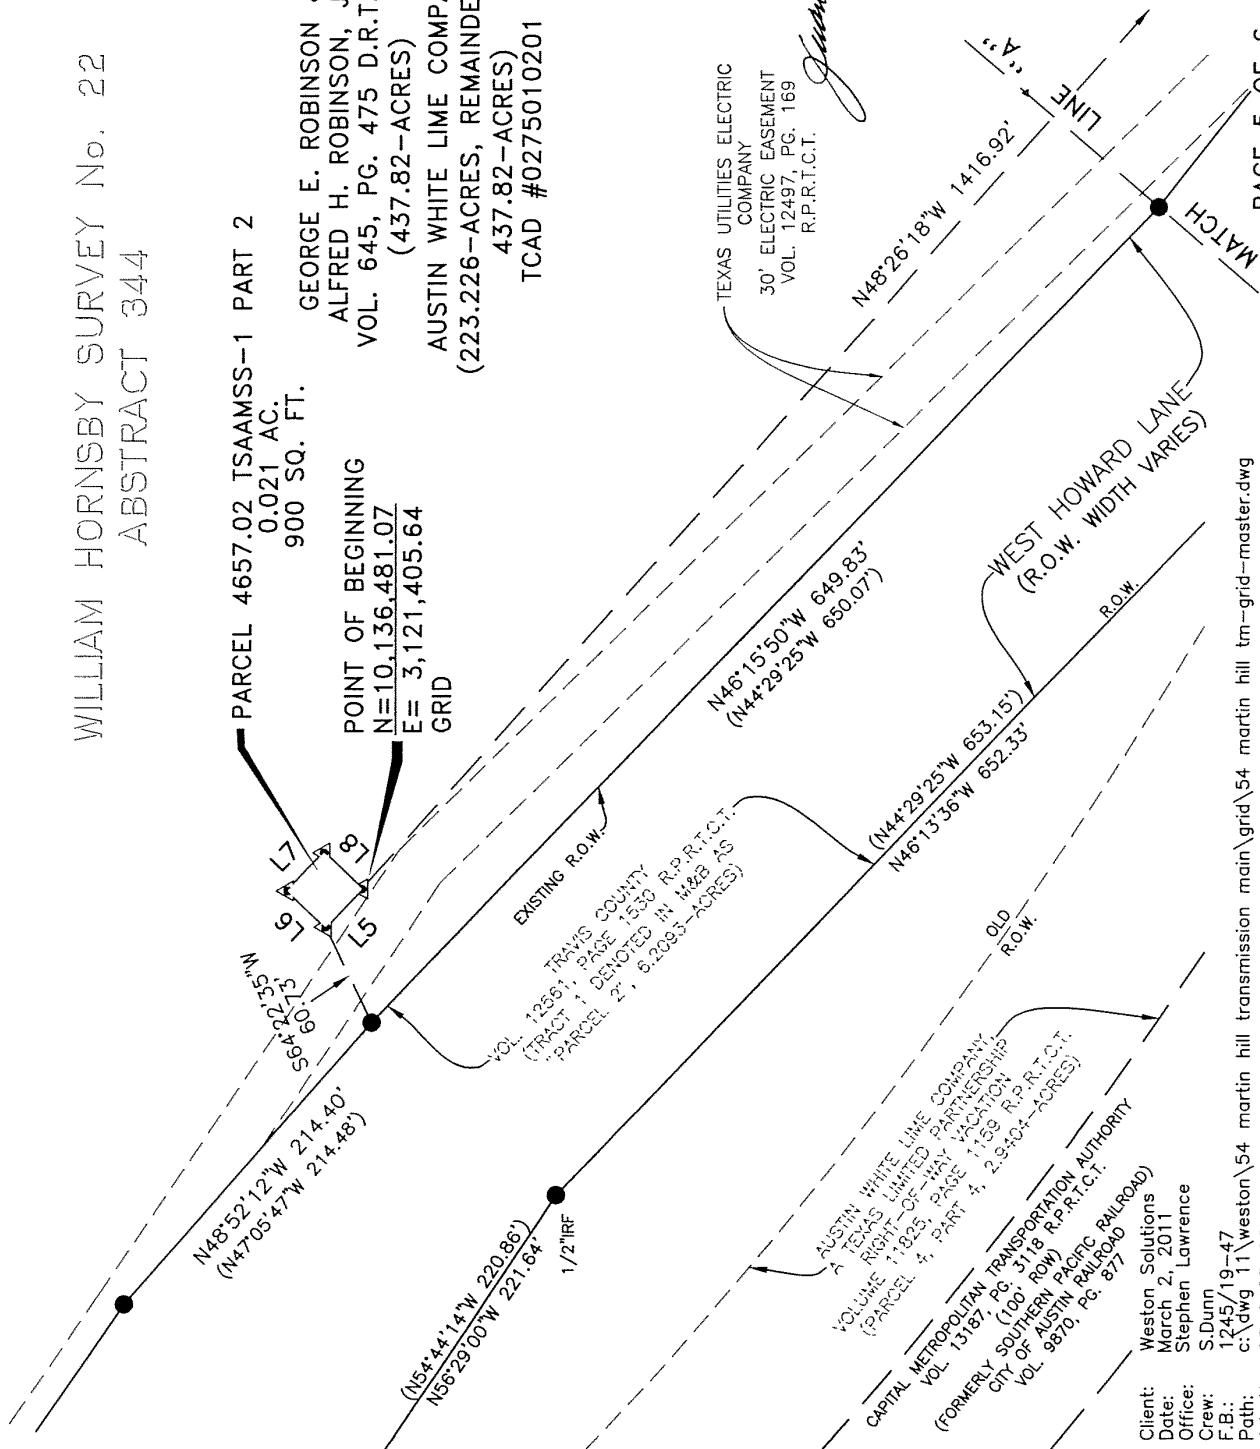 WILLIAM HORNSBY SURVEY No. 22
ABSTRACT 344
PARCEL 4657.02 TSAAMSS-1 PART 2
0.021 AC.
900 SQ. FT.
GEORGE E. ROBINSON
ALFRED H. ROBINSON,
VOL. 645, PG. 475 D.R.T.
(437.82-ACRES)
AUSTIN WHITE LIME
(223.226-ACRES,
437.82-ACRES)
TCAD #0275010201
POINT OF BEGINNING
N=10,136,481.07
E= 3,121,405.64
GRID
L7
L8
L6
L5
S64°22'35"W
60.73'
TEXAS UTILITIES ELECTRIC
COMPANY
30' ELECTRIC EASEMENT
VOL. 12497, PG. 169
R.P.R.T.C.T.
N48°26'18"W 1416.92'
MATCH LINE "A"
N48°52'12"W 214.40'
(N47°05'47"W 214.48')
EXISTING R.O.W.
N46°15'50"W 649.83'
(N44°29'25"W 650.07')
TRAVIS COUNTY
VOL. 12561, PAGE 1530 R.P.R.T.C.T.
(TRACT 1 DENOTED IN M&B AS
"PARCEL 2", 6.2093-ACRES)
WEST HOWARD LANE
(R.O.W. WIDTH VARIES)
(N44°29'25"W 653.15')
N46°13'36"W 652.33'
R.O.W.
(N54°44'14"W 220.86')
N56°29'00"W 221.64'
1/2"IRF
OLD
R.O.W.
AUSTIN WHITE LIME COMPANY,
A TEXAS LIMITED PARTNERSHIP
RIGHT-OF-WAY VACATION
VOLUME 11825, PAGE 1159 R.P.R.T.C.T.
(PARCEL 4, PART 4, 2.9404-ACRES)
CAPITAL METROPOLITAN TRANSPORTATION AUTHORITY
VOL. 13187, PG. 3118 R.P.R.T.C.T.
(100' ROW)
(FORMERLY SOUTHERN PACIFIC RAILROAD)
CITY OF AUSTIN RAILROAD
VOL. 9870, PG. 877
Client: Weston Solutions
Date: March 2, 2011
Office: Stephen Lawrence
Crew: S.Dunn
F.B.: 1245/19-47
Path: c:\dwg 11\weston\54 martin hill transmission main\grid\54 martin hill tm-grid-master.dwg
PAGE 5 OF